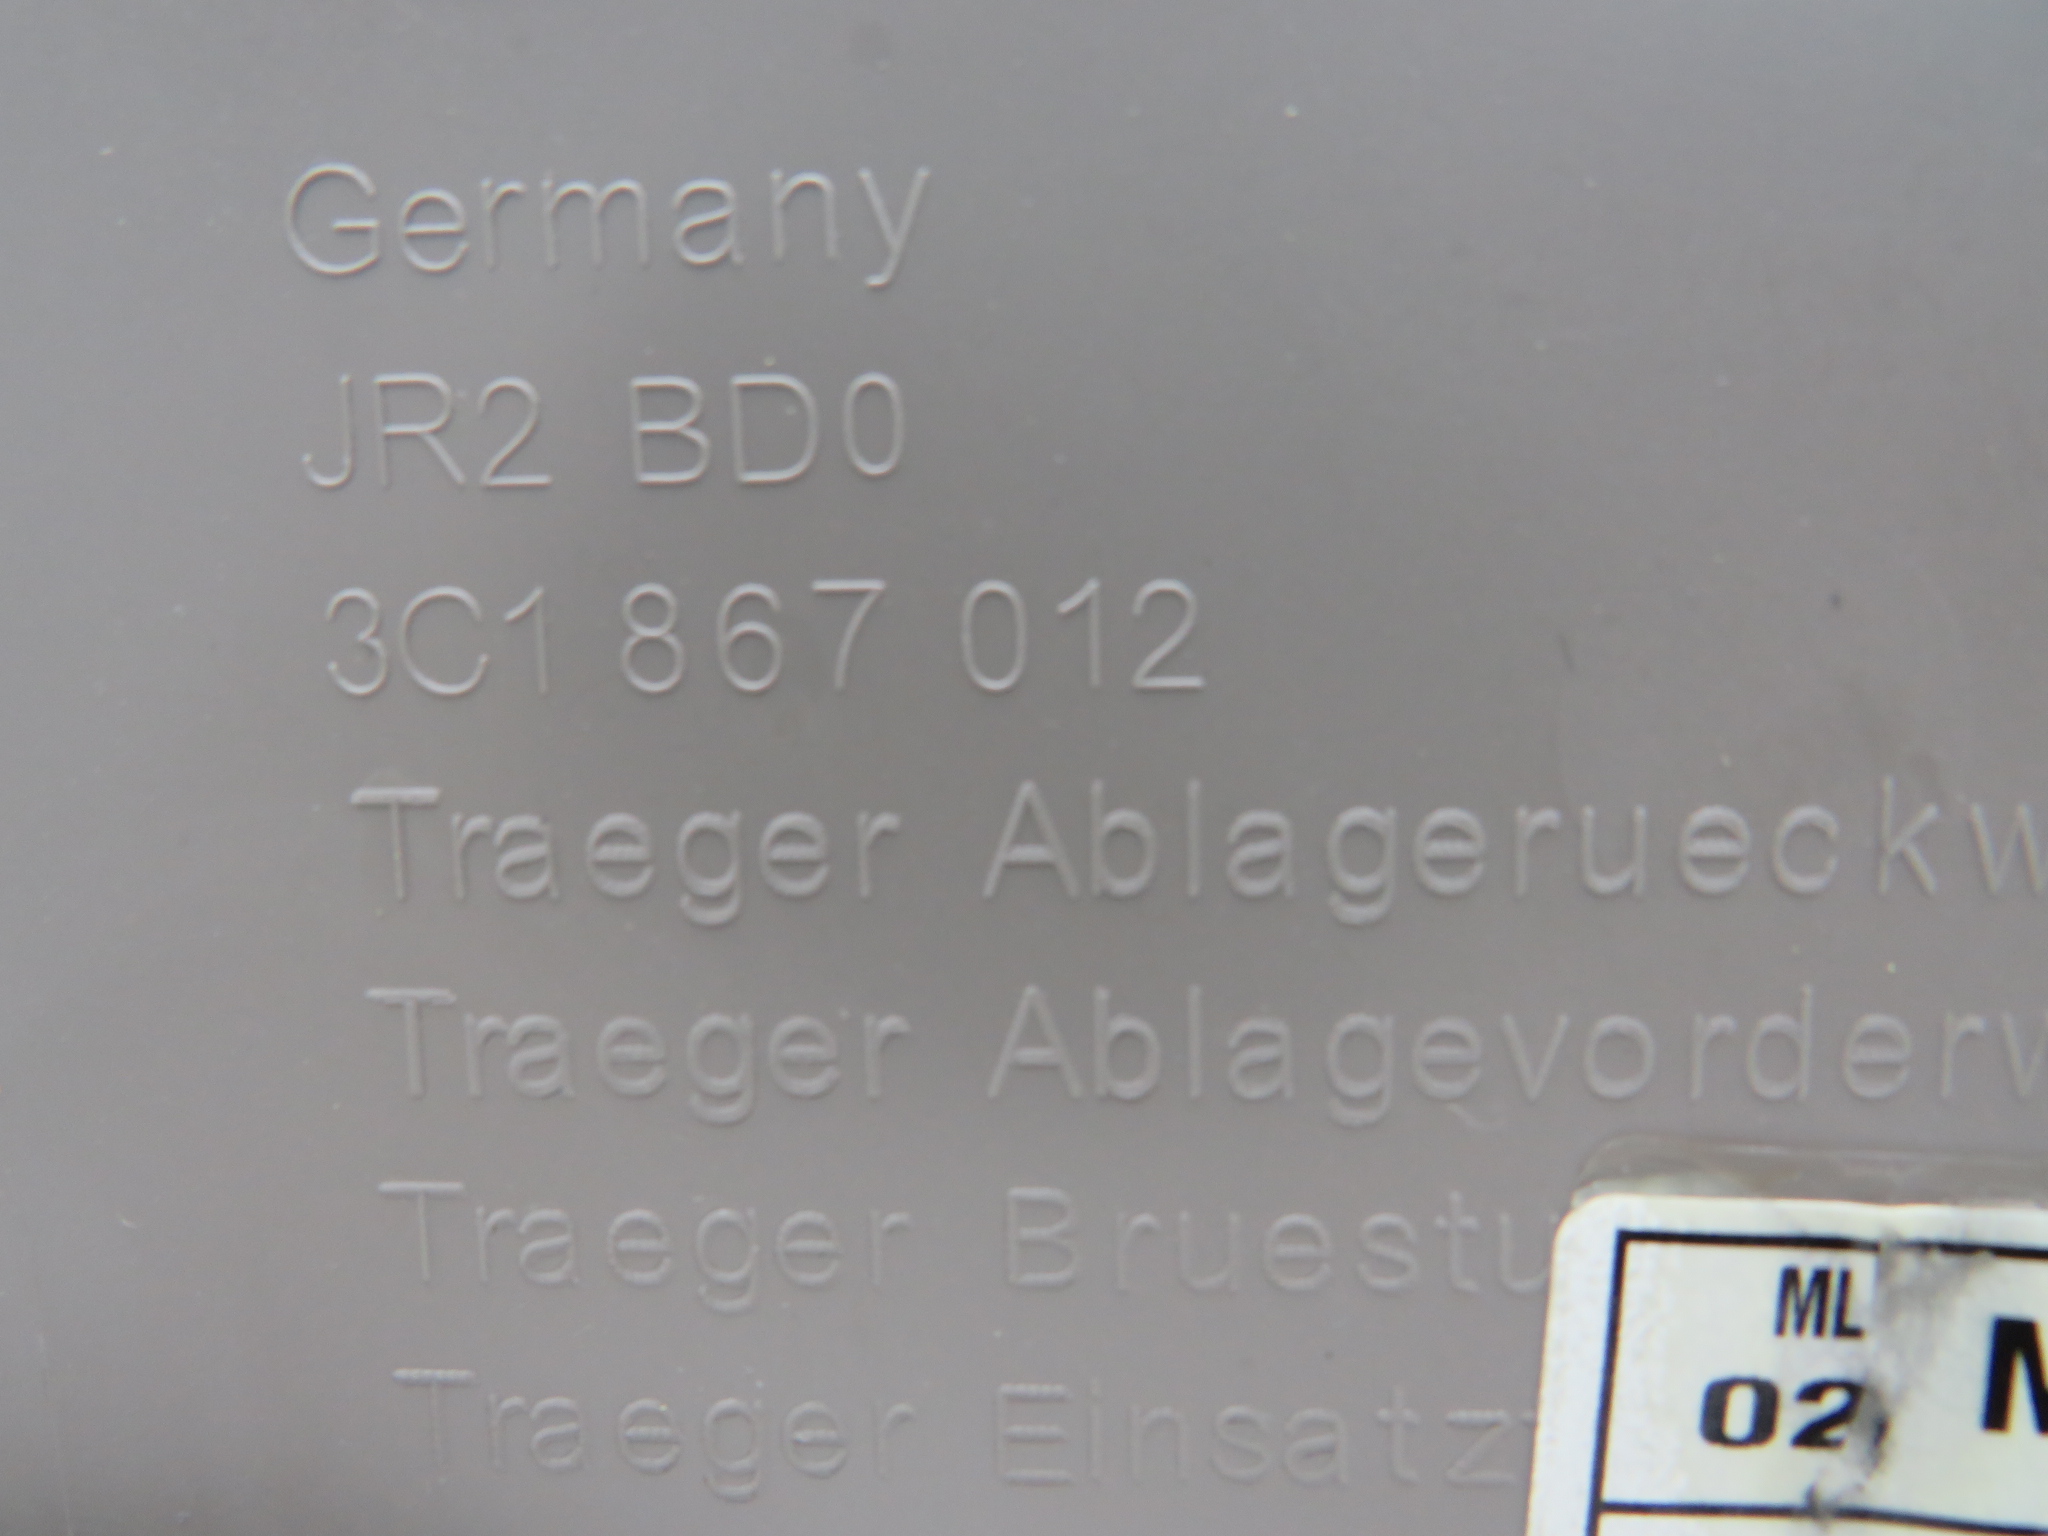 Germany
JR2 BD0
3C1 867 012
Traeger Ablagerueckw
Traeger Ablagevorderw
Traeger Bruestu
Traeger Einsatz
ML
02